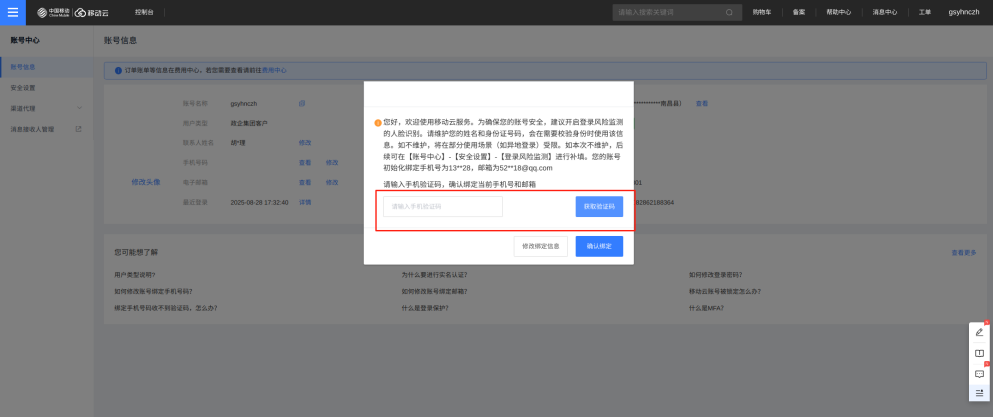 中国移动 China Mobile 移动云 控制台 请输入搜索关键词 购物车 备案 帮助中心 消息中心 工单 gsyhnczh
账号中心
账号信息
安全设置
渠道代理
消息接收人管理
账号信息
订单账单等信息在费用中心，若您需要查看请前往费用中心
账号名称 gsyhnczh
用户类型 政企集团客户
联系人姓名 胡*瑾 修改
手机号码 查看 修改
修改头像
电子邮箱 查看 修改
最近登录 2025-08-28 17:32:40 详情
南昌县） 查看
您好，欢迎使用移动云服务。为确保您的账号安全，建议开启登录风险监测
的人脸识别。请维护您的姓名和身份证号码，会在需要校验身份时使用该信
息。如不维护，将在部分使用场景（如异地登录）受限。如本次不维护，后
续可在【账号中心】-【安全设置】-【登录风险监测】进行补填。您的账号
初始化绑定手机号为13**28，邮箱为52**18@qq.com
请输入手机验证码，确认绑定当前手机号和邮箱
请输入手机验证码 获取验证码
修改绑定信息 确认绑定
您可能想了解 查看更多
用户类型说明? 为什么要进行实名认证? 如何修改登录密码?
如何修改账号绑定手机号码? 如何修改账号绑定邮箱? 移动云账号被锁定怎么办?
绑定手机号码收不到验证码，怎么办? 什么是登录保护? 什么是MFA?